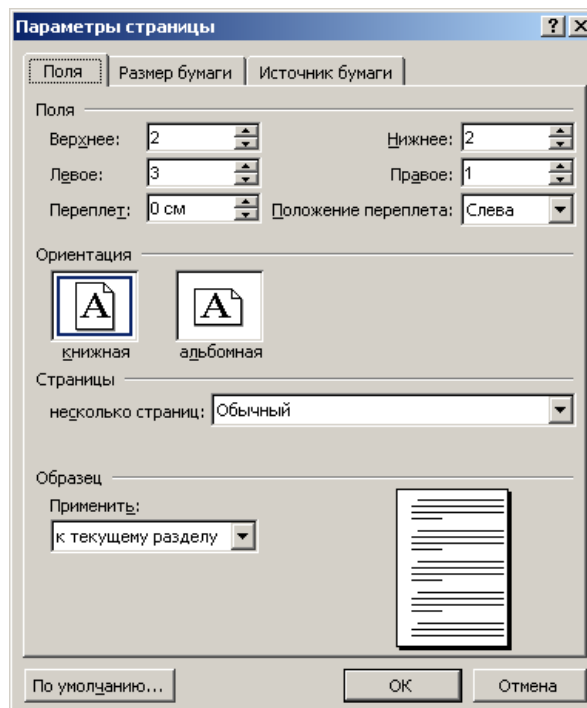 Параметры страницы
Поля Размер бумаги Источник бумаги
Поля
Верхнее: 2 Нижнее: 2
Левое: 3 Правое: 1
Переплет: 0 см Положение переплета: Слева
Ориентация
A A
книжная альбомная
Страницы
несколько страниц: Обычный
Образец
Применить:
к текущему разделу
По умолчанию... ОК Отмена